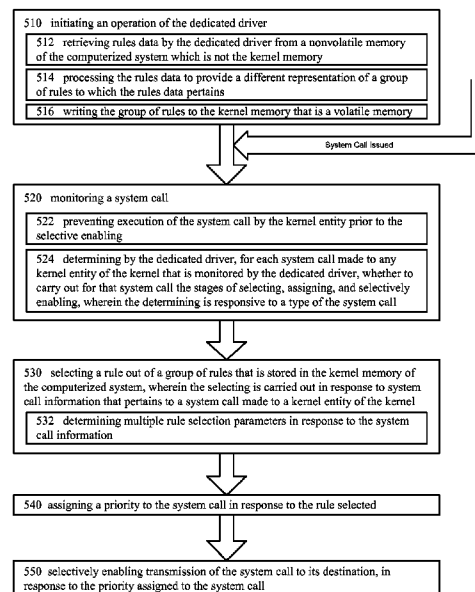 510 initiating an operation of the dedicated driver
512 retrieving rules data by the dedicated driver from a nonvolatile memory
of the computerized system which is not the kernel memory
514 processing the rules data to provide a different representation of a group
of rules to which the rules data pertains
516 writing the group of rules to the kernel memory that is a volatile memory
System Call Issued
520 monitoring a system call
522 preventing execution of the system call by the kernel entity prior to the
selective enabling
524 determining by the dedicated driver, for each system call made to any
kernel entity of the kernel that is monitored by the dedicated driver, whether to
carry out for that system call the stages of selecting, assigning, and selectively
enabling, wherein the determining is responsive to a type of the system call
530 selecting a rule out of a group of rules that is stored in the kernel memory of
the computerized system, wherein the selecting is carried out in response to system
call information that pertains to a system call made to a kernel entity of the kernel
532 determining multiple rule selection parameters in response to the system
call information
540 assigning a priority to the system call in response to the rule selected
550 selectively enabling transmission of the system call to its destination, in
response to the priority assigned to the system call